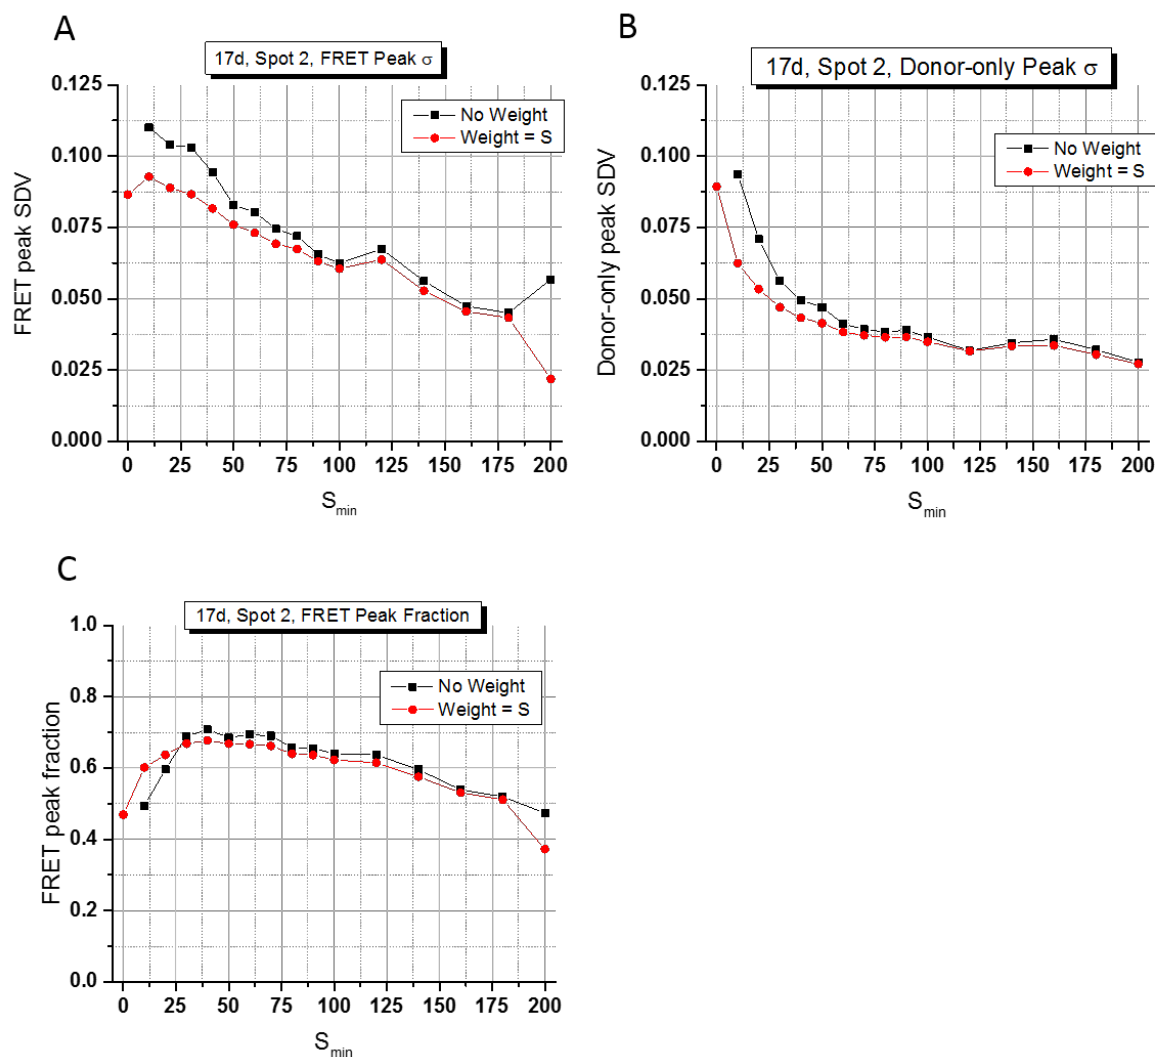 A
17d, Spot 2, FRET Peak σ
No Weight
Weight = S
FRET peak SDV
0.125
0.100
0.075
0.050
0.025
0.000
0 25 50 75 100 125 150 175 200
S_min
B
17d, Spot 2, Donor-only Peak σ
No Weight
Weight = S
Donor-only peak SDV
0.125
0.100
0.075
0.050
0.025
0.000
0 25 50 75 100 125 150 175 200
S_min
C
17d, Spot 2, FRET Peak Fraction
No Weight
Weight = S
FRET peak fraction
1.0
0.8
0.6
0.4
0.2
0.0
0 25 50 75 100 125 150 175 200
S_min